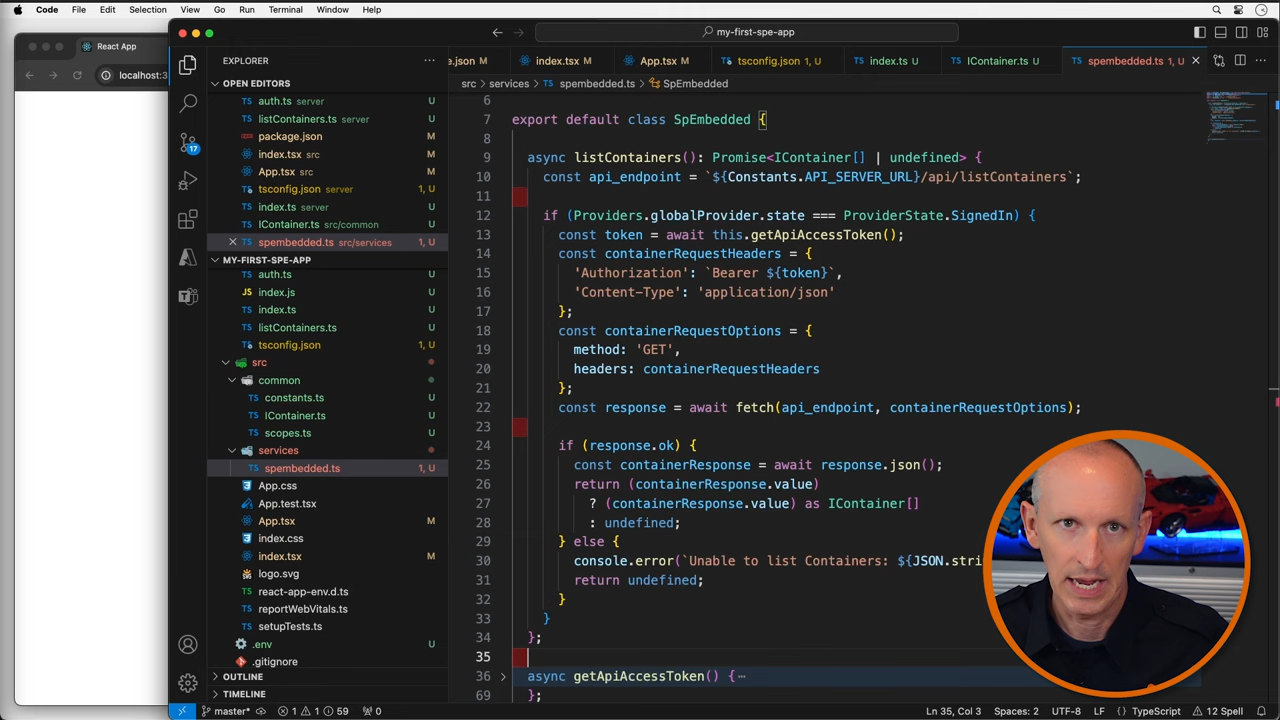 Code File Edit Selection View Go Run Terminal Window Help
React App
localhost:3
my-first-spe-app
EXPLORER
e.json M index.tsx M App.tsx M tsconfig.json 1, U index.ts U IContainer.ts U spembedded.ts 1, U
src > services > spembedded.ts > SpEmbedded
OPEN EDITORS
auth.ts server U
listContainers.ts server U
package.json M
index.tsx src M
App.tsx src M
tsconfig.json server 1, U
index.ts server U
IContainer.ts src/common U
spembedded.ts src/services 1, U
MY-FIRST-SPE-APP
auth.ts U
index.js M
index.ts U
listContainers.ts U
tsconfig.json 1, U
src
common
constants.ts U
IContainer.ts U
scopes.ts U
services
spembedded.ts 1, U
App.css
App.test.tsx
App.tsx M
index.css
index.tsx M
logo.svg
react-app-env.d.ts
reportWebVitals.ts
setupTests.ts
.env U
.gitignore
OUTLINE
TIMELINE
17
6
7 export default class SpEmbedded {
8
9 async listContainers(): Promise<IContainer[] | undefined> {
10 const api_endpoint = `${Constants.API_SERVER_URL}/api/listContainers`;
11
12 if (Providers.globalProvider.state === ProviderState.SignedIn) {
13 const token = await this.getApiAccessToken();
14 const containerRequestHeaders = {
15 'Authorization': `Bearer ${token}`,
16 'Content-Type': 'application/json'
17 };
18 const containerRequestOptions = {
19 method: 'GET',
20 headers: containerRequestHeaders
21 };
22 const response = await fetch(api_endpoint, containerRequestOptions);
23
24 if (response.ok) {
25 const containerResponse = await response.json();
26 return (containerResponse.value)
27 ? (containerResponse.value) as IContainer[]
28 : undefined;
29 } else {
30 console.error(`Unable to list Containers: ${JSON.stri
31 return undefined;
32 }
33 }
34 };
35
36 async getApiAccessToken() {
69 };
master* 1 1 59 0 Ln 35, Col 3 Spaces: 2 UTF-8 LF {} TypeScript 12 Spell